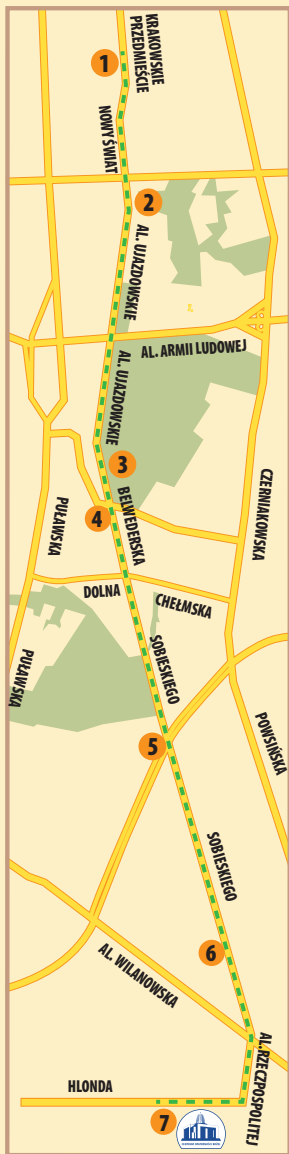 KRAKOWSKIE
PRZEDMIEŚCIE
1
NOWY ŚWIAT
2
AL. UJAZDOWSKIE
AL. ARMII LUDOWEJ
AL. UJAZDOWSKIE
3
BELWEDERSKA
4
PUŁAWSKA
CZERNIAKOWSKA
DOLNA
CHEŁMSKA
SOBIESKIEGO
PUŁAWSKA
5
POWSIŃSKA
SOBIESKIEGO
6
AL. WILANOWSKA
AL. RZECZPOSPOLITEJ
HLONDA
7